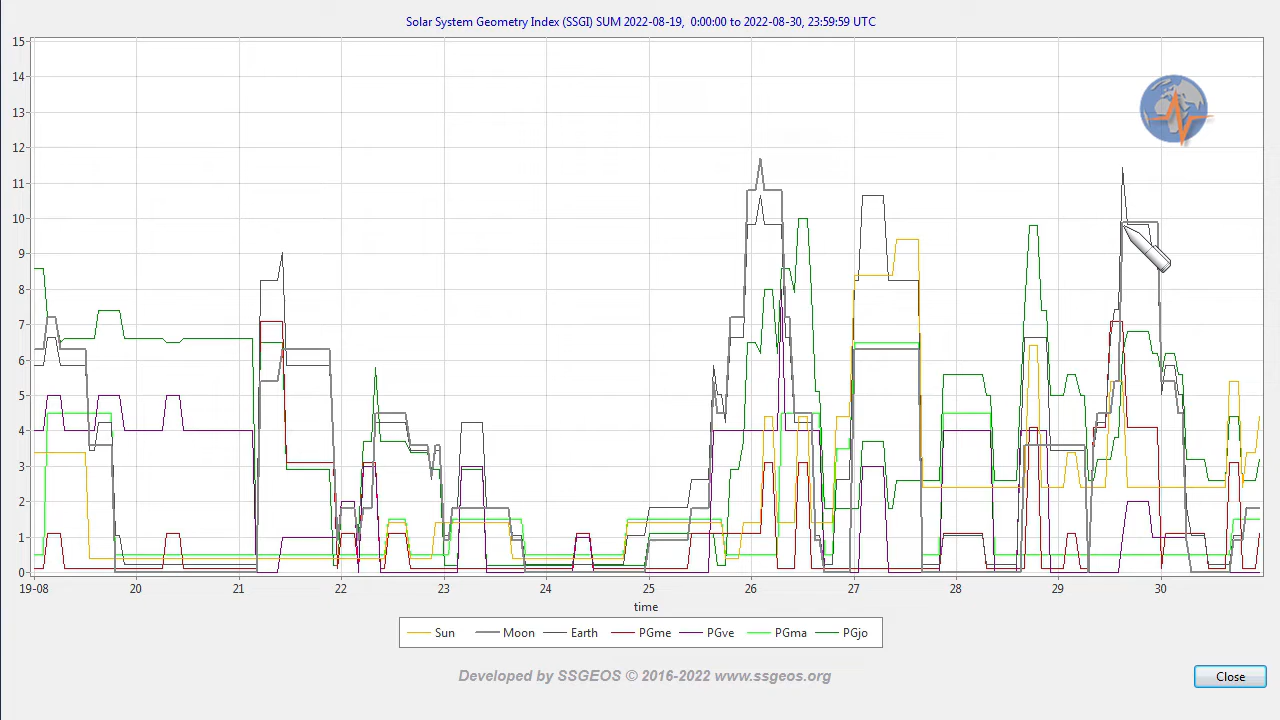 Solar System Geometry Index (SSGI) SUM 2022-08-19, 0:00:00 to 2022-08-30, 23:59:59 UTC
15
14
13
12
11
10
9
8
7
6
5
4
3
2
1
0
19-08 20 21 22 23 24 25 26 27 28 29 30
time
Sun Moon Earth PGme PGve PGma PGjo
Developed by SSGEOS © 2016-2022 www.ssgeos.org
Close